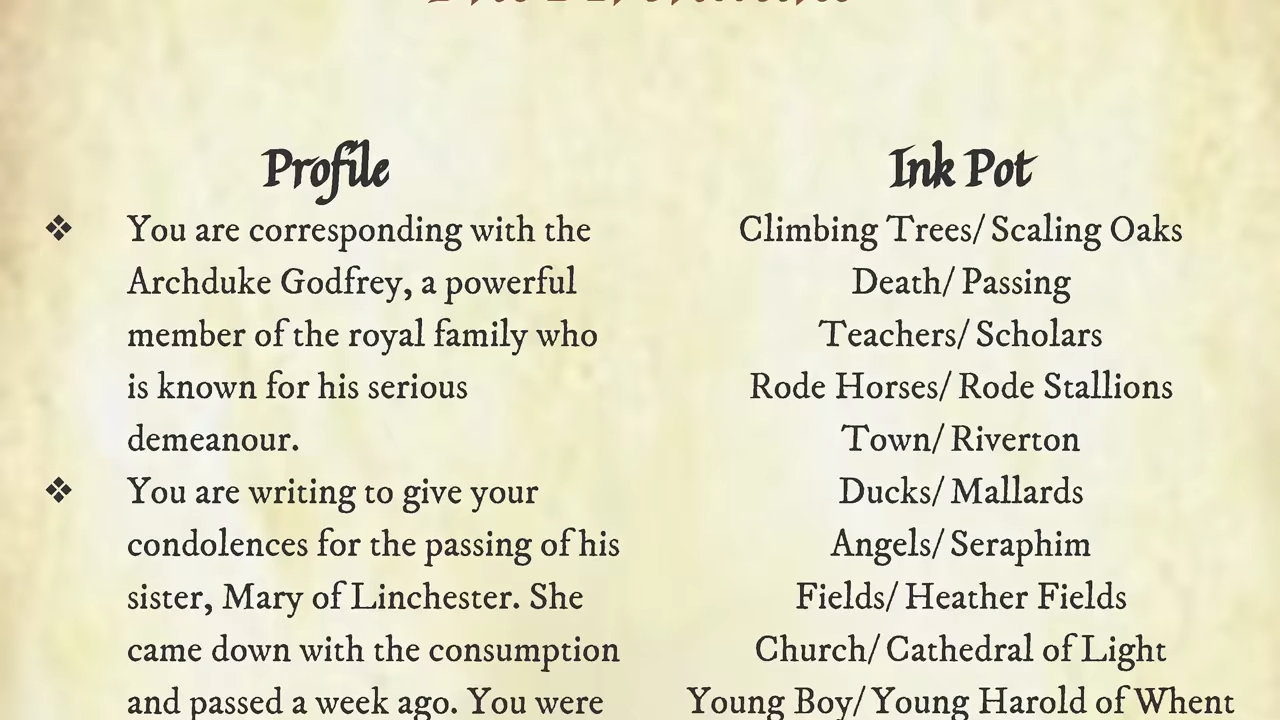 Profile
❖ You are corresponding with the
Archduke Godfrey, a powerful
member of the royal family who
is known for his serious
demeanour.
❖ You are writing to give your
condolences for the passing of his
sister, Mary of Linchester. She
came down with the consumption
and passed a week ago. You were
Ink Pot
Climbing Trees/ Scaling Oaks
Death/ Passing
Teachers/ Scholars
Rode Horses/ Rode Stallions
Town/ Riverton
Ducks/ Mallards
Angels/ Seraphim
Fields/ Heather Fields
Church/ Cathedral of Light
Young Boy/ Young Harold of Whent